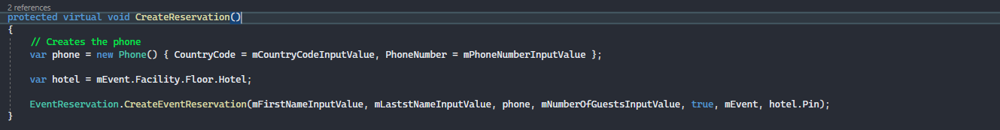 2 references
protected virtual void CreateReservation()
{
// Creates the phone
var phone = new Phone() { CountryCode = mCountryCodeInputValue, PhoneNumber = mPhoneNumberInputValue };
var hotel = mEvent.Facility.Floor.Hotel;
EventReservation.CreateEventReservation(mFirstNameInputValue, mLaststNameInputValue, phone, mNumberOfGuestsInputValue, true, mEvent, hotel.Pin);
}